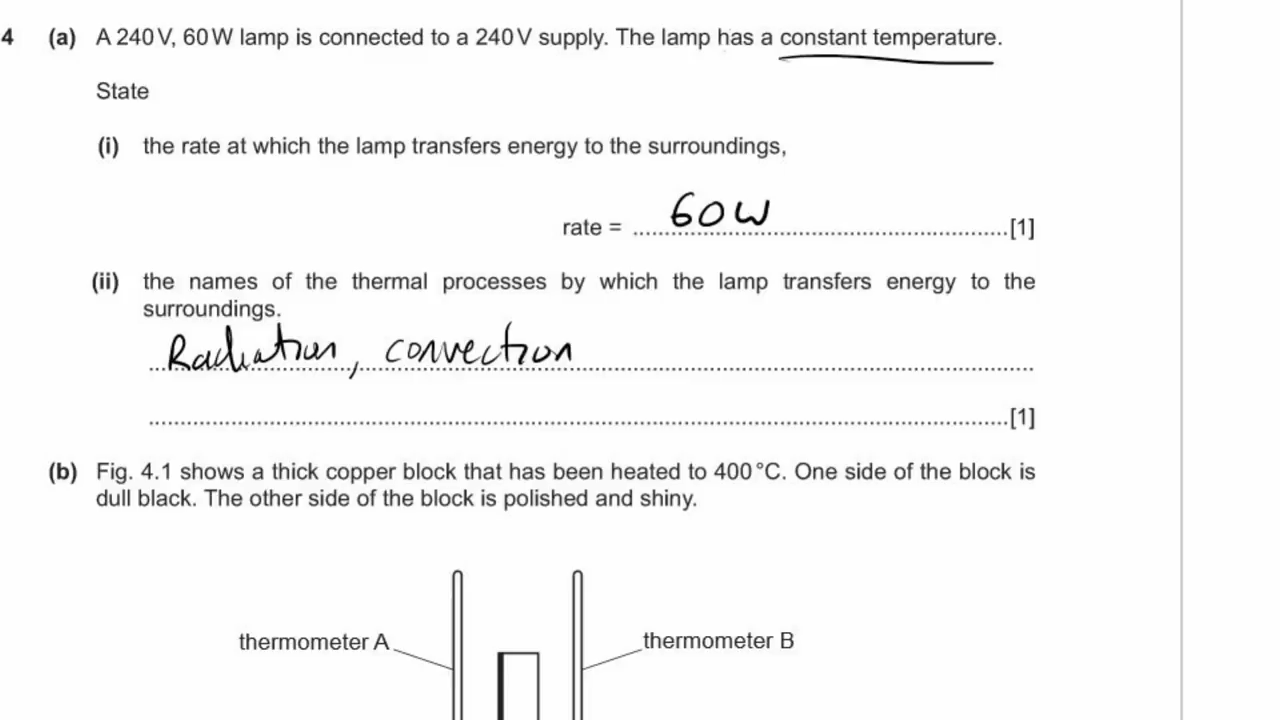 4 (a) A 240 V, 60 W lamp is connected to a 240 V supply. The lamp has a constant temperature.
State
(i) the rate at which the lamp transfers energy to the surroundings,
60W
rate = ........................................................[1]
(ii) the names of the thermal processes by which the lamp transfers energy to the
surroundings.
Radiation, convection
........................................................[1]
(b) Fig. 4.1 shows a thick copper block that has been heated to 400 °C. One side of the block is
dull black. The other side of the block is polished and shiny.
thermometer A
thermometer B